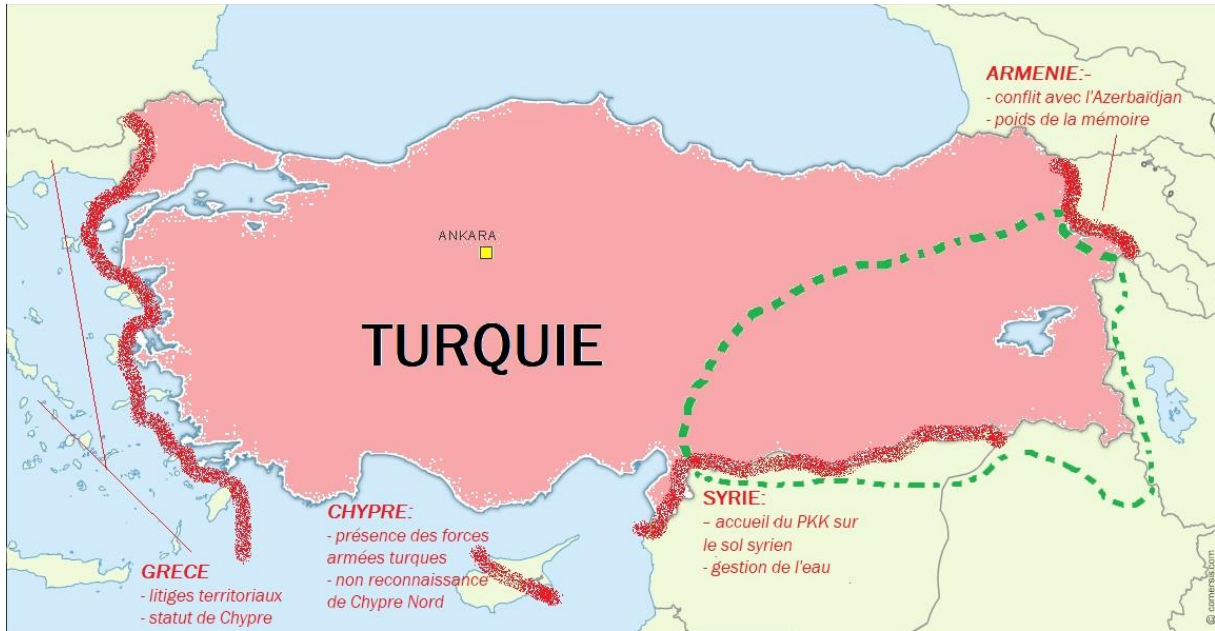 ARMENIE:-
- conflit avec l'Azerbaïdjan
- poids de la mémoire
ANKARA
TURQUIE
CHYPRE:
- présence des forces
armées turques
- non reconnaissance
de Chypre Nord
SYRIE:
– accueil du PKK sur
le sol syrien
- gestion de l'eau
GRECE
- litiges territoriaux
- statut de Chypre
© comersis.com